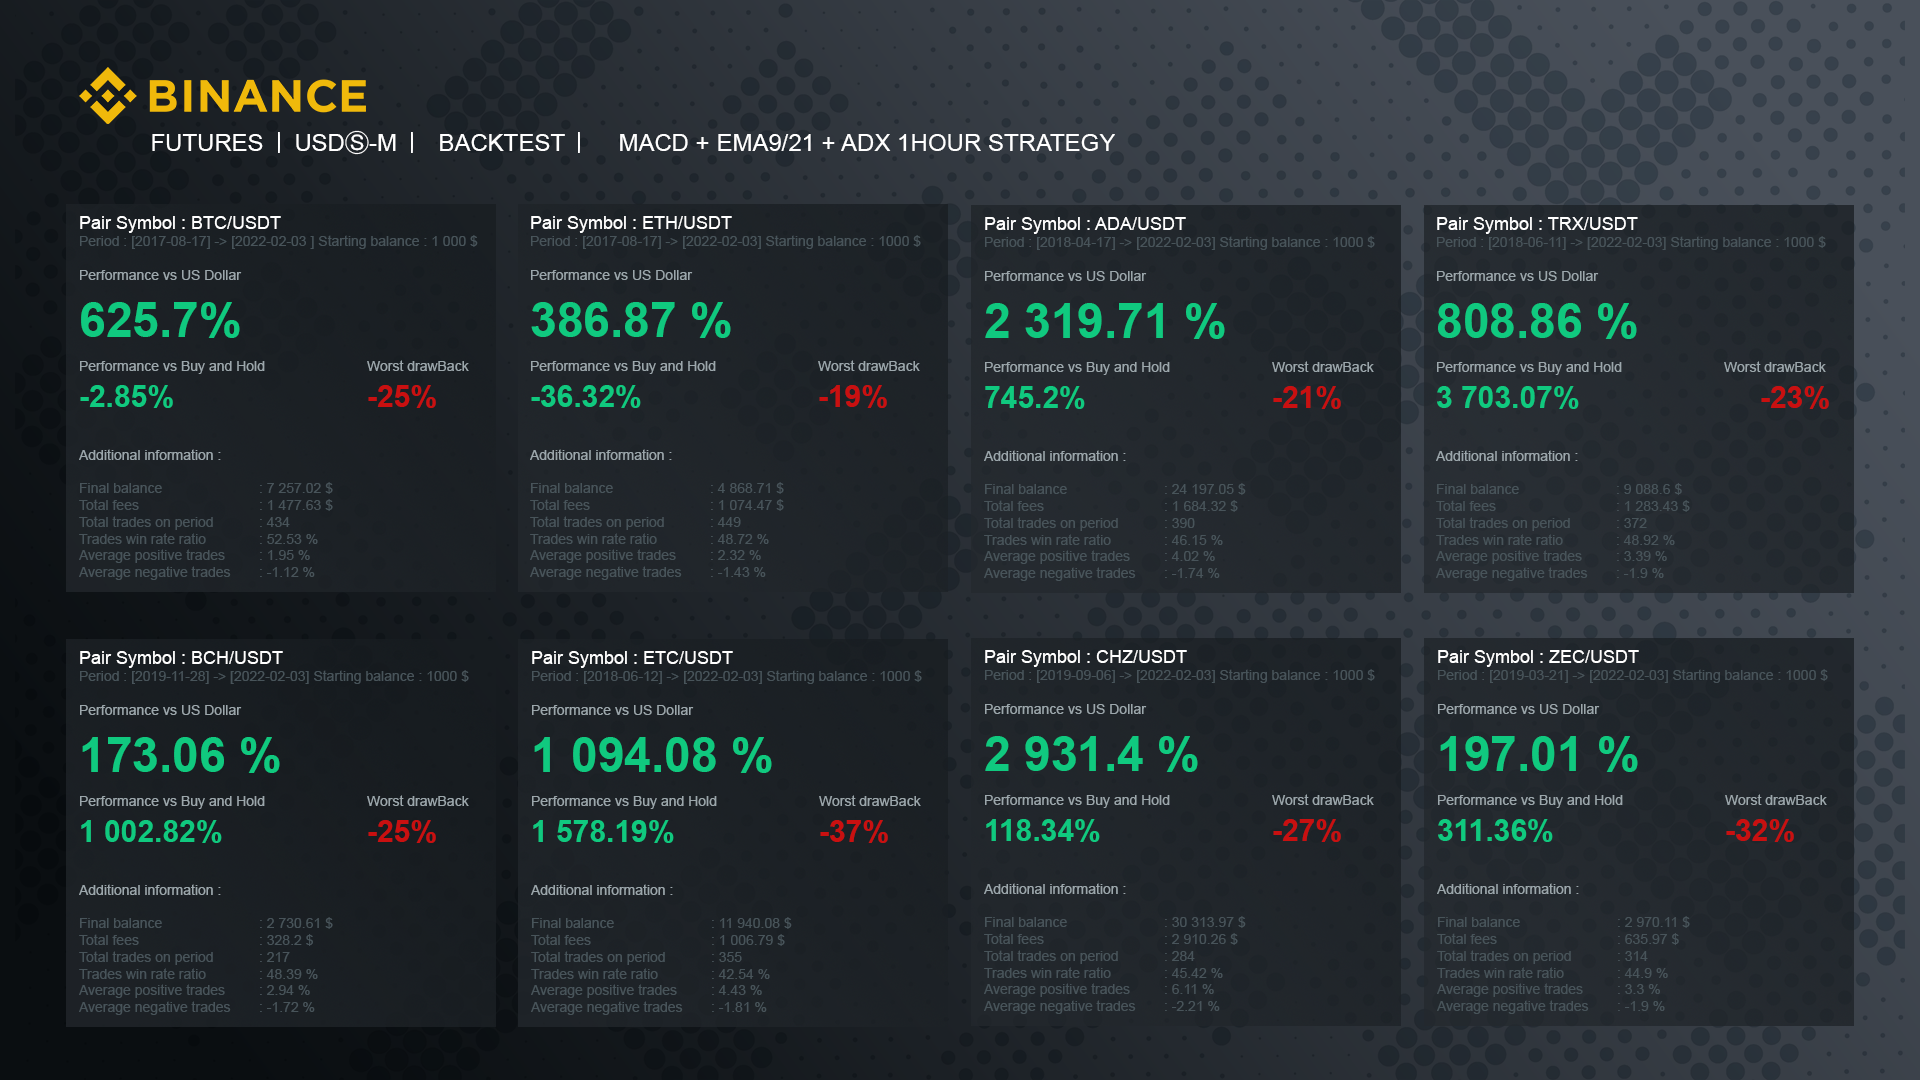 BINANCE
FUTURES | USDⓈ-M | BACKTEST | MACD + EMA9/21 + ADX 1HOUR STRATEGY
Pair Symbol : BTC/USDT
Period : [2017-08-17] -> [2022-02-03 ] Starting balance : 1 000 $
Performance vs US Dollar
625.7%
Performance vs Buy and Hold
Worst drawBack
-2.85%
-25%
Additional information :
Final balance : 7 257.02 $
Total fees : 1 477.63 $
Total trades on period : 434
Trades win rate ratio : 52.53 %
Average positive trades : 1.95 %
Average negative trades : -1.12 %
Pair Symbol : ETH/USDT
Period : [2017-08-17] -> [2022-02-03] Starting balance : 1000 $
Performance vs US Dollar
386.87 %
Performance vs Buy and Hold
Worst drawBack
-36.32%
-19%
Additional information :
Final balance : 4 868.71 $
Total fees : 1 074.47 $
Total trades on period : 449
Trades win rate ratio : 48.72 %
Average positive trades : 2.32 %
Average negative trades : -1.43 %
Pair Symbol : ADA/USDT
Period : [2018-04-17] -> [2022-02-03] Starting balance : 1000 $
Performance vs US Dollar
2 319.71 %
Performance vs Buy and Hold
Worst drawBack
745.2%
-21%
Additional information :
Final balance : 24 197.05 $
Total fees : 1 684.32 $
Total trades on period : 390
Trades win rate ratio : 46.15 %
Average positive trades : 4.02 %
Average negative trades : -1.74 %
Pair Symbol : TRX/USDT
Period : [2018-06-11] -> [2022-02-03] Starting balance : 1000 $
Performance vs US Dollar
808.86 %
Performance vs Buy and Hold
Worst drawBack
3 703.07%
-23%
Additional information :
Final balance : 9 088.6 $
Total fees : 1 283.43 $
Total trades on period : 372
Trades win rate ratio : 48.92 %
Average positive trades : 3.39 %
Average negative trades : -1.9 %
Pair Symbol : BCH/USDT
Period : [2019-11-28] -> [2022-02-03] Starting balance : 1000 $
Performance vs US Dollar
173.06 %
Performance vs Buy and Hold
Worst drawBack
1 002.82%
-25%
Additional information :
Final balance : 2 730.61 $
Total fees : 328.2 $
Total trades on period : 217
Trades win rate ratio : 48.39 %
Average positive trades : 2.94 %
Average negative trades : -1.72 %
Pair Symbol : ETC/USDT
Period : [2018-06-12] -> [2022-02-03] Starting balance : 1000 $
Performance vs US Dollar
1 094.08 %
Performance vs Buy and Hold
Worst drawBack
1 578.19%
-37%
Additional information :
Final balance : 11 940.08 $
Total fees : 1 006.79 $
Total trades on period : 355
Trades win rate ratio : 42.54 %
Average positive trades : 4.43 %
Average negative trades : -1.81 %
Pair Symbol : CHZ/USDT
Period : [2019-09-06] -> [2022-02-03] Starting balance : 1000 $
Performance vs US Dollar
2 931.4 %
Performance vs Buy and Hold
Worst drawBack
118.34%
-27%
Additional information :
Final balance : 30 313.97 $
Total fees : 2 910.26 $
Total trades on period : 284
Trades win rate ratio : 45.42 %
Average positive trades : 6.11 %
Average negative trades : -2.21 %
Pair Symbol : ZEC/USDT
Period : [2019-03-21] -> [2022-02-03] Starting balance : 1000 $
Performance vs US Dollar
197.01 %
Performance vs Buy and Hold
Worst drawBack
311.36%
-32%
Additional information :
Final balance : 2 970.11 $
Total fees : 635.97 $
Total trades on period : 314
Trades win rate ratio : 44.9 %
Average positive trades : 3.3 %
Average negative trades : -1.9 %